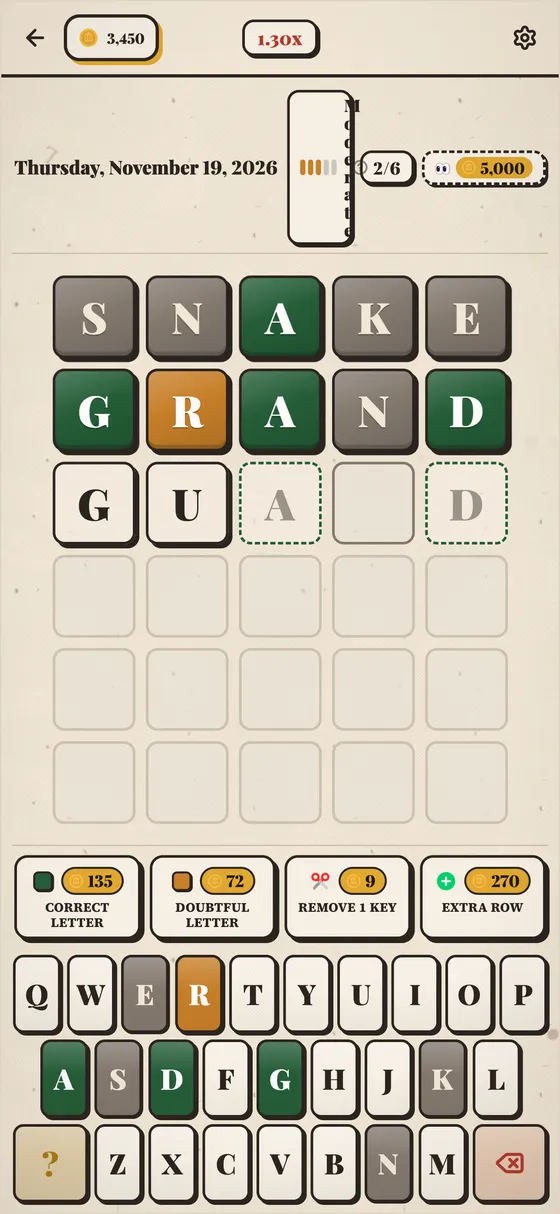 3,450
1.30x
Thursday, November 19, 2026
Moderate
2/6
5,000
S N A K E
G R A N D
G U A D
135
CORRECT LETTER
72
DOUBTFUL LETTER
9
REMOVE 1 KEY
270
EXTRA ROW
Q W E R T Y U I O P
A S D F G H J K L
? Z X C V B N M